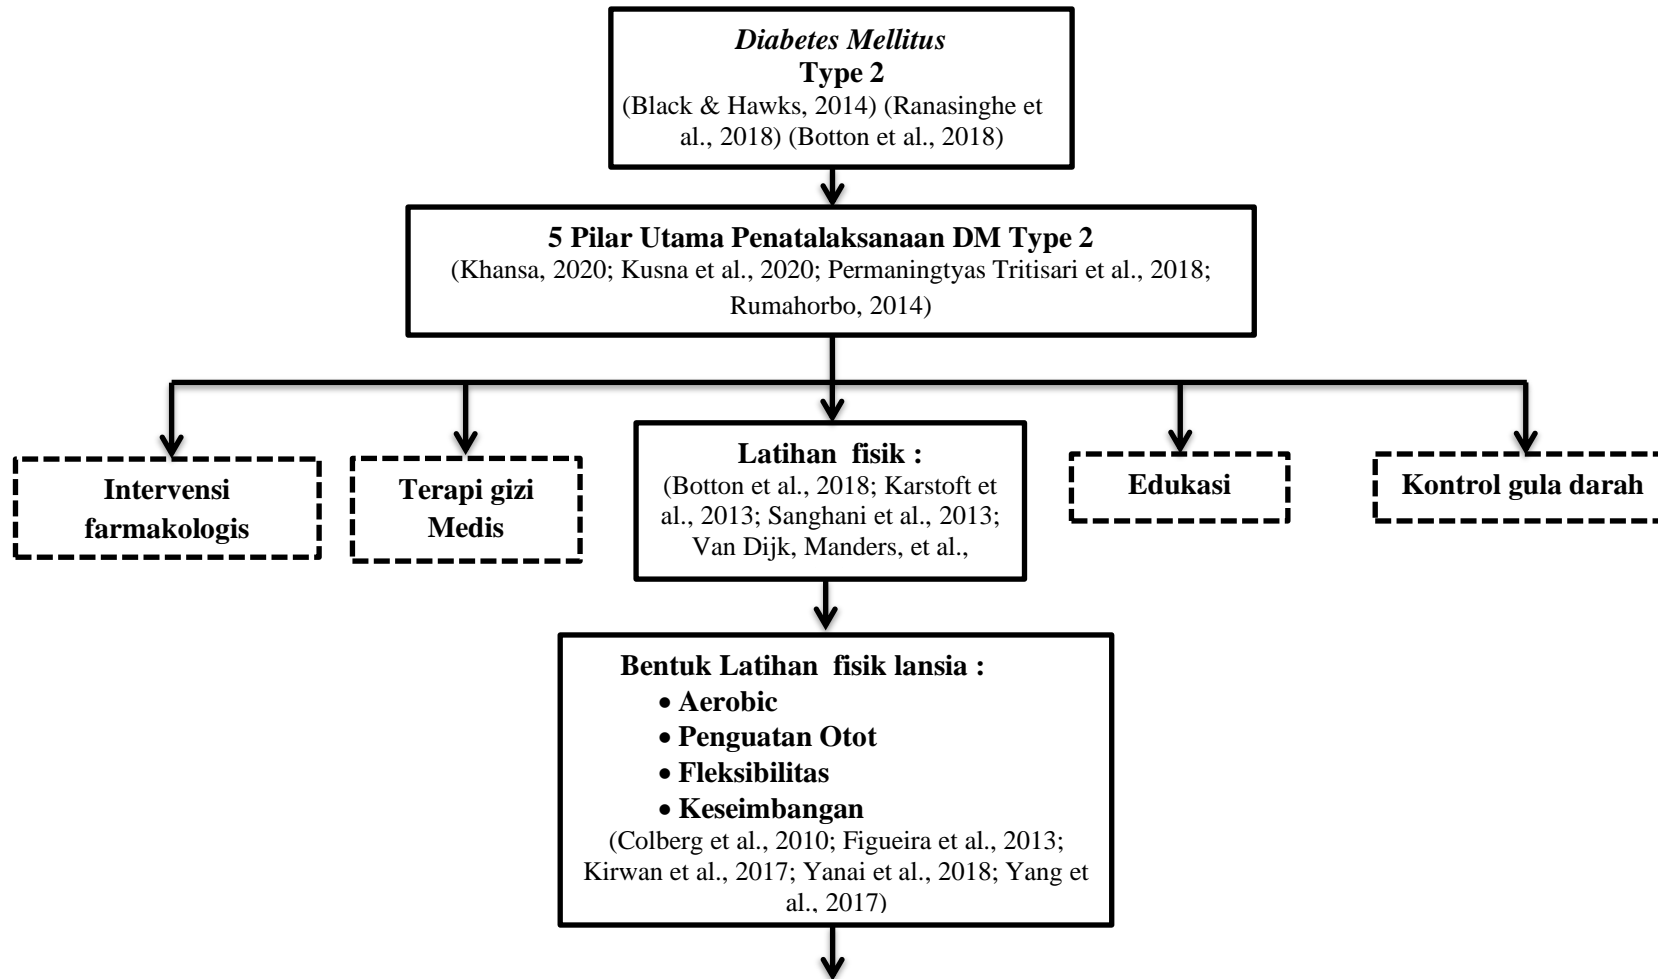 Diabetes Mellitus
Type 2
(Black & Hawks, 2014) (Ranasinghe et
al., 2018) (Botton et al., 2018)
5 Pilar Utama Penatalaksanaan DM Type 2
(Khansa, 2020; Kusna et al., 2020; Permaningtyas Tritisari et al., 2018;
Rumahorbo, 2014)
Intervensi
farmakologis
Terapi gizi
Medis
Latihan fisik :
(Botton et al., 2018; Karstoft et
al., 2013; Sanghani et al., 2013;
Van Dijk, Manders, et al.,
Edukasi
Kontrol gula darah
Bentuk Latihan fisik lansia :
• Aerobic
• Penguatan Otot
• Fleksibilitas
• Keseimbangan
(Colberg et al., 2010; Figueira et al., 2013;
Kirwan et al., 2017; Yanai et al., 2018; Yang et
al., 2017)